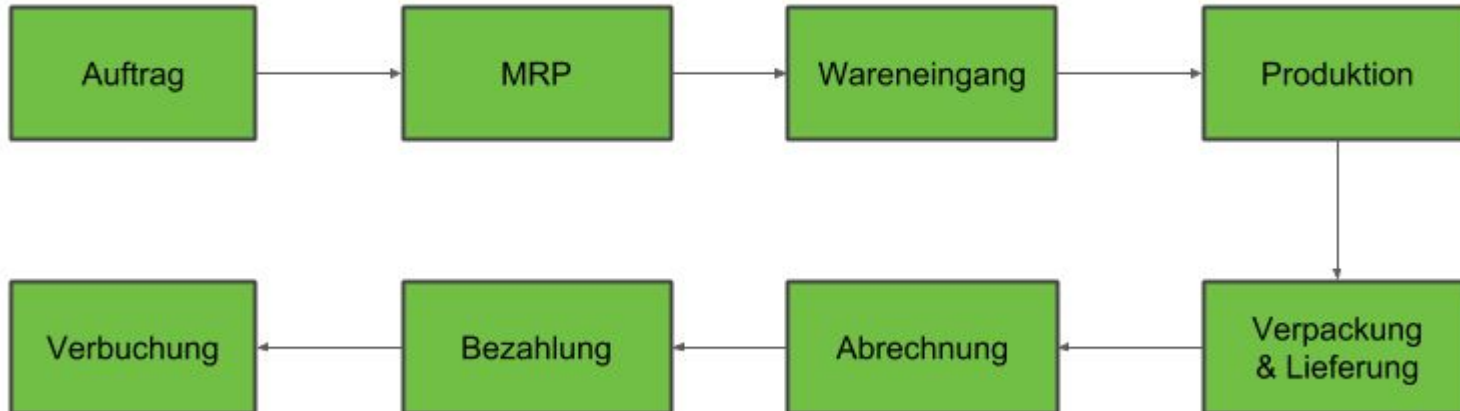 Auftrag
MRP
Wareneingang
Produktion
Verpackung
& Lieferung
Abrechnung
Bezahlung
Verbuchung